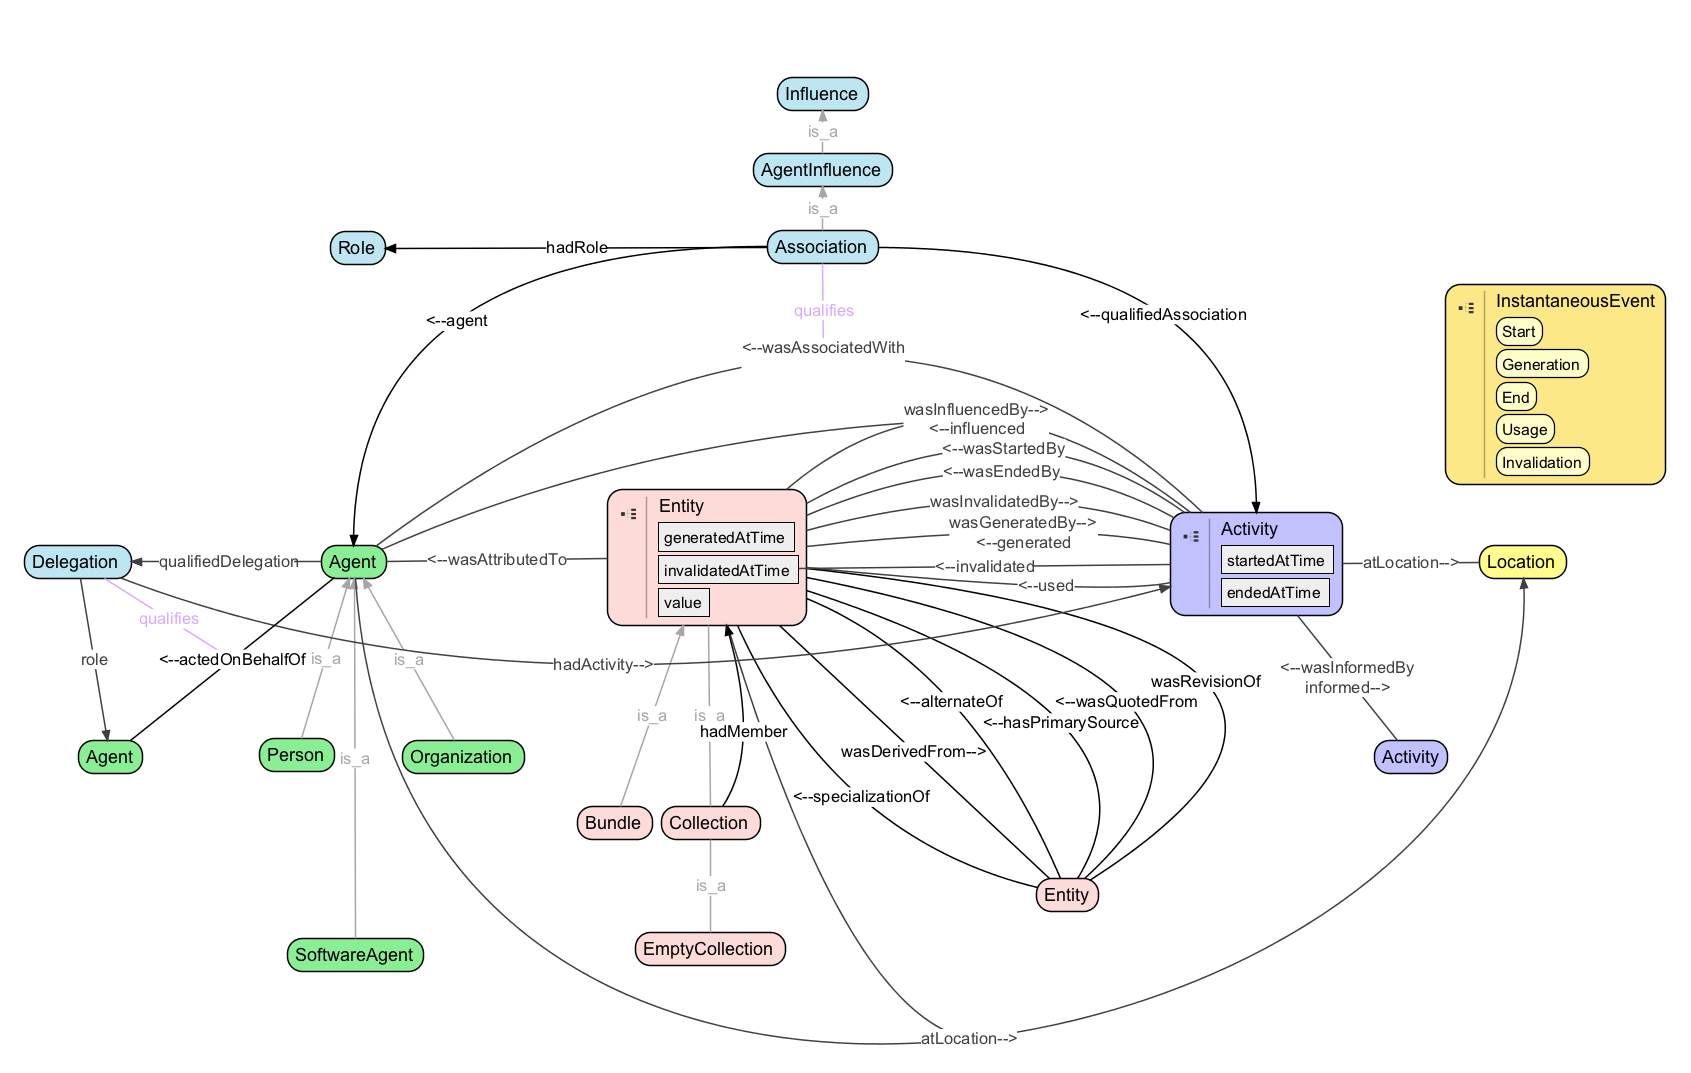 Influence
is_a
AgentInfluence
is_a
Role
hadRole
Association
qualifies
<--agent
<--qualifiedAssociation
<--wasAssociatedWith
InstantaneousEvent
Start
Generation
End
Usage
Invalidation
wasInfluencedBy-->
<--influenced
<--wasStartedBy
<--wasEndedBy
wasInvalidatedBy-->
wasGeneratedBy-->
<--generated
<--invalidated
<--used
Entity
generatedAtTime
invalidatedAtTime
value
Activity
startedAtTime
endedAtTime
Delegation
qualifiedDelegation
Agent
<--wasAttributedTo
atLocation-->
Location
qualifies
role
<--actedOnBehalfOf
is_a
is_a
hadActivity-->
<--wasInformedBy
informed-->
wasRevisionOf
<--wasQuotedFrom
<--alternateOf
<--hasPrimarySource
is_a
is_a
hadMember
wasDerivedFrom-->
Agent
Person
is_a
Organization
Activity
<--specializationOf
Bundle
Collection
is_a
Entity
SoftwareAgent
EmptyCollection
atLocation-->